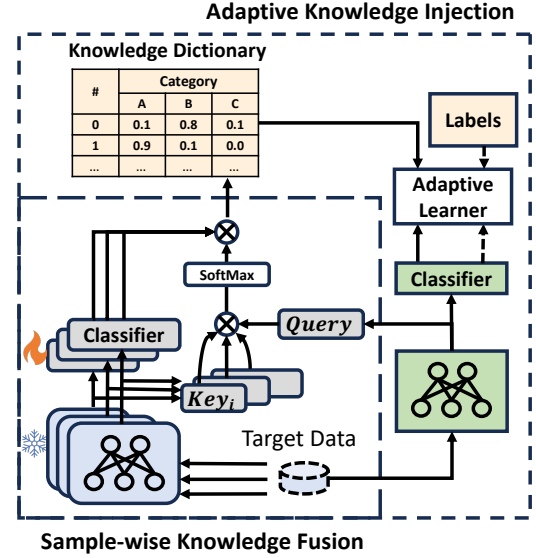 Adaptive Knowledge Injection
Knowledge Dictionary
# Category
A B C
0 0.1 0.8 0.1
1 0.9 0.1 0.0
... ... ... ...
Labels
Adaptive
Learner
SoftMax
Classifier
Classifier
Query
Key_i
Target Data
Sample-wise Knowledge Fusion